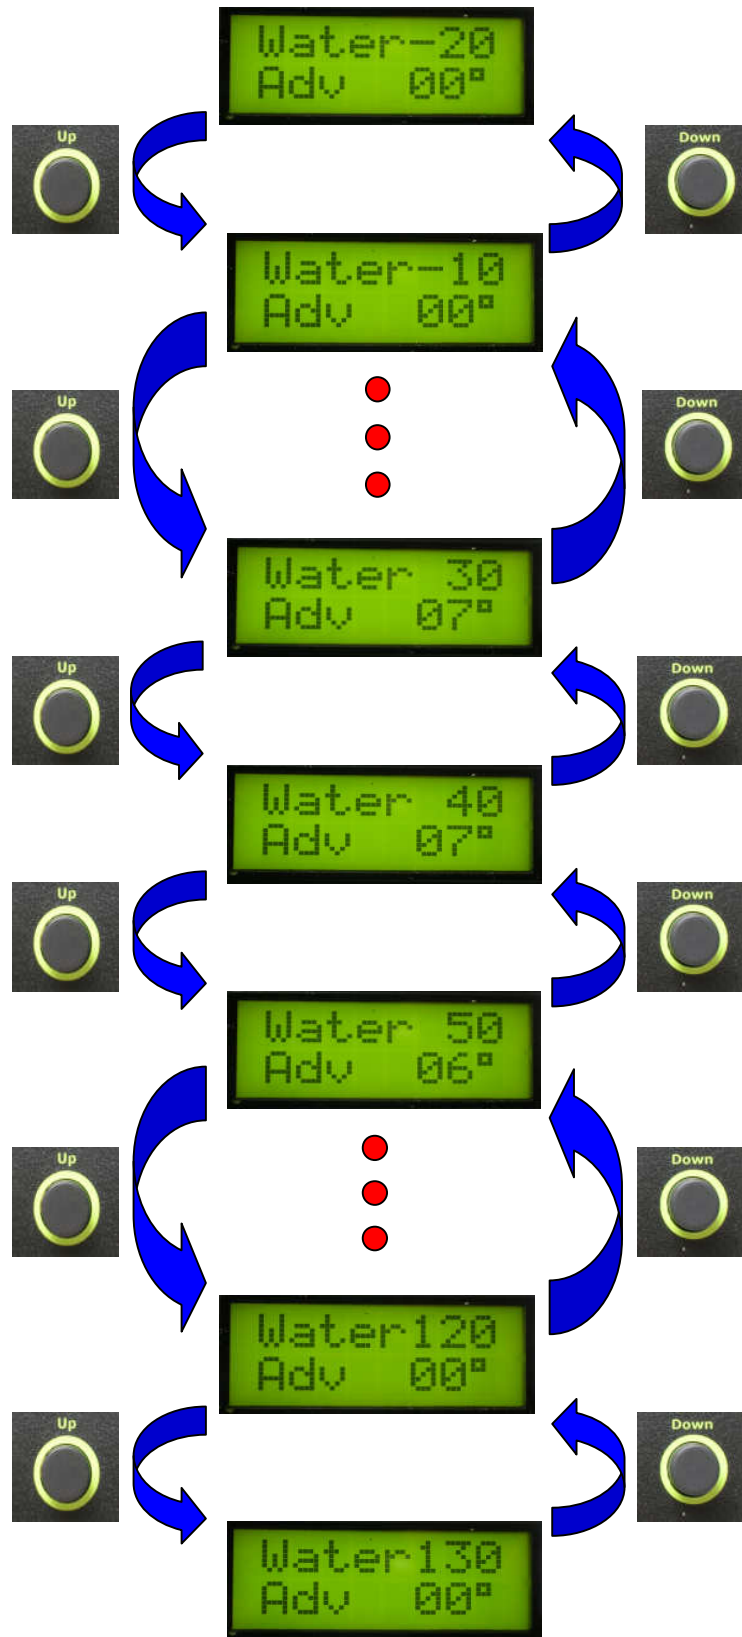 Water-20
Adv 00°
Up
Down
Water-10
Adv 00°
Up
Down
Water 30
Adv 07°
Up
Down
Water 40
Adv 07°
Up
Down
Water 50
Adv 06°
Up
Down
Water120
Adv 00°
Up
Down
Water130
Adv 00°